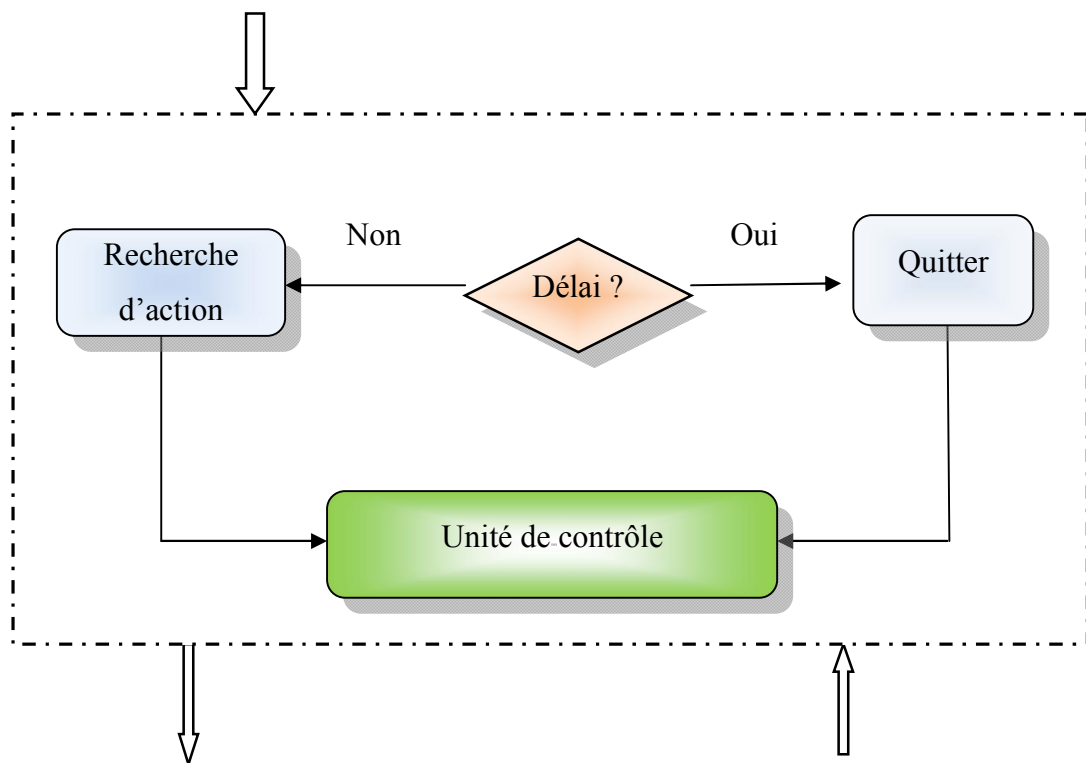 Non
Oui
Recherche
d’action
Délai ?
Quitter
Unité de contrôle